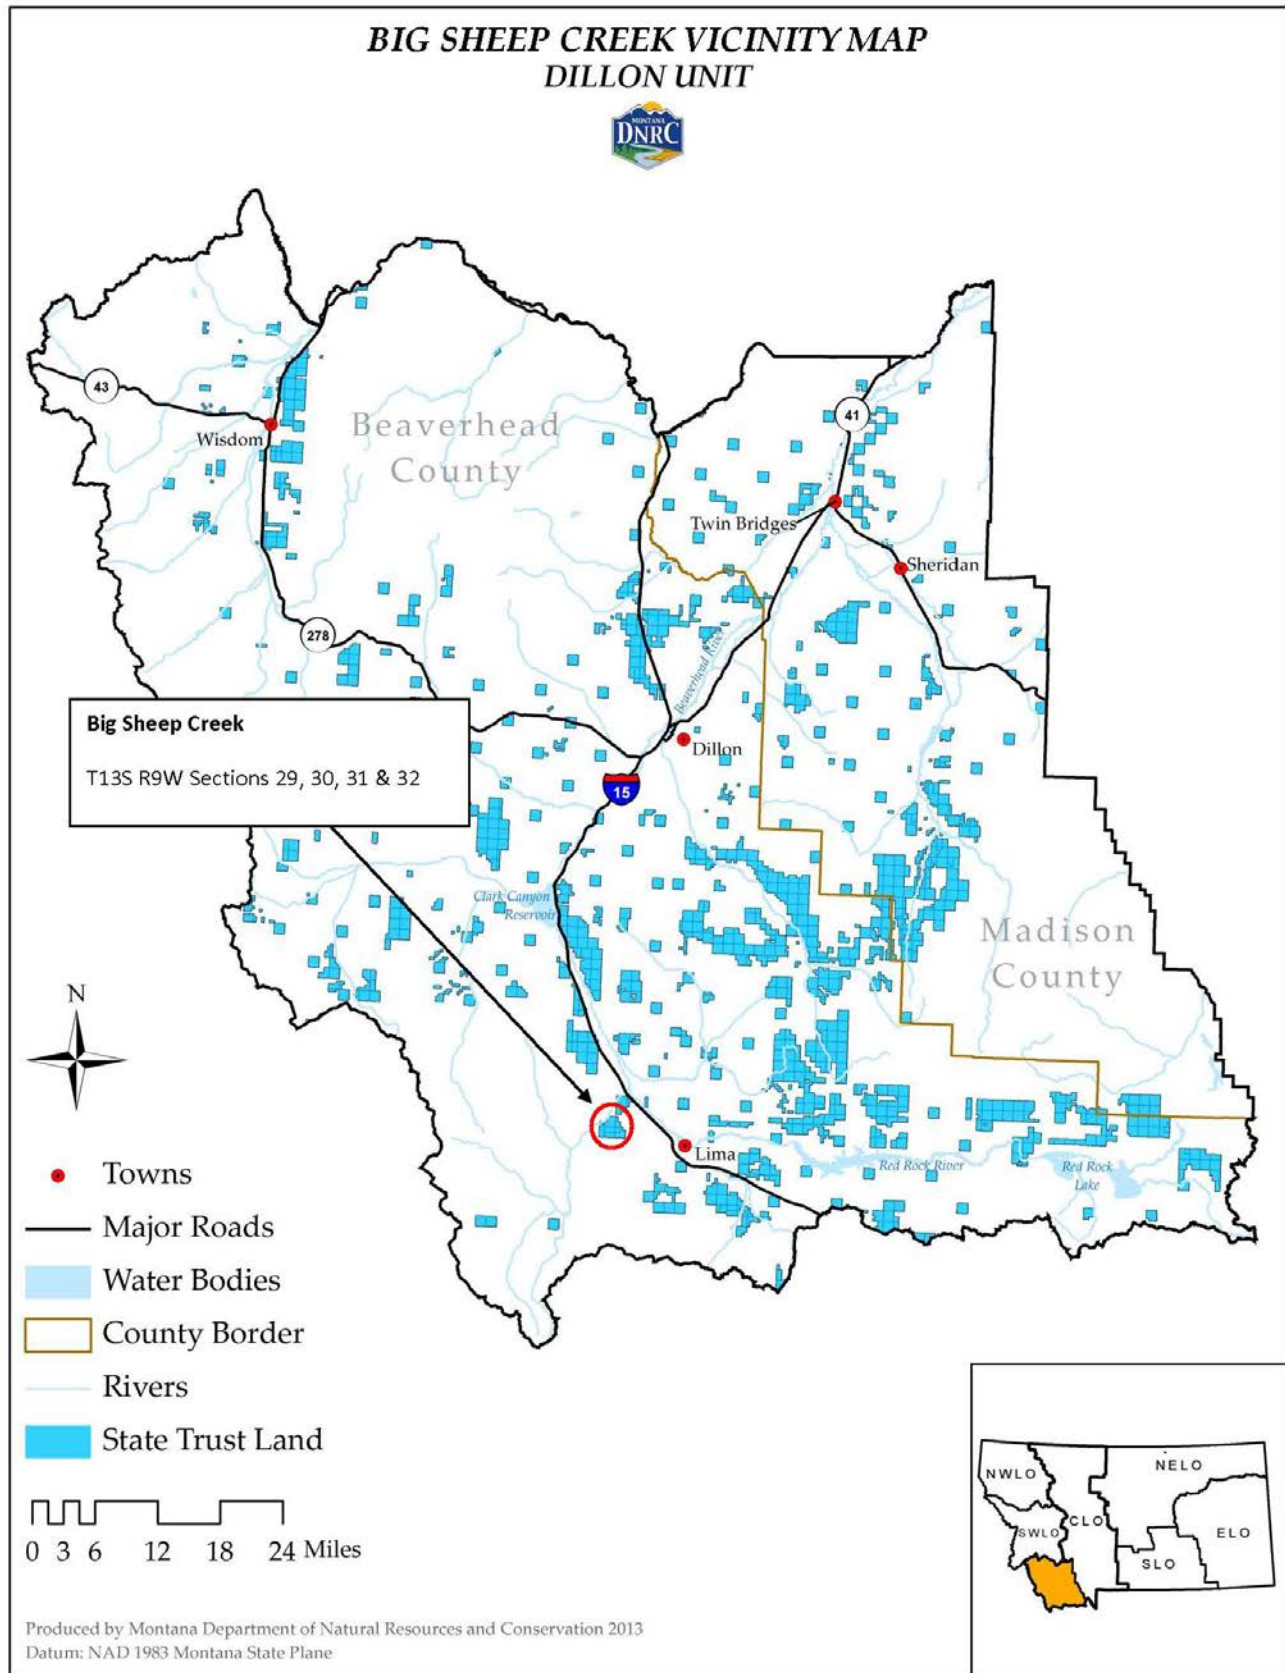 BIG SHEEP CREEK VICINITY MAP
DILLON UNIT
MONTANA
DNRC
43
Wisdom
Beaverhead
County
41
Twin Bridges
Sheridan
278
Beaverhead River
Big Sheep Creek
T13S R9W Sections 29, 30, 31 & 32
Dillon
15
Clark Canyon
Reservoir
Madison
County
N
Lima
Red Rock River
Red Rock
Lake
Towns
Major Roads
Water Bodies
County Border
Rivers
State Trust Land
0 3 6 12 18 24 Miles
NWLO
NELO
CLO
SWLO
ELO
SLO
Produced by Montana Department of Natural Resources and Conservation 2013
Datum: NAD 1983 Montana State Plane